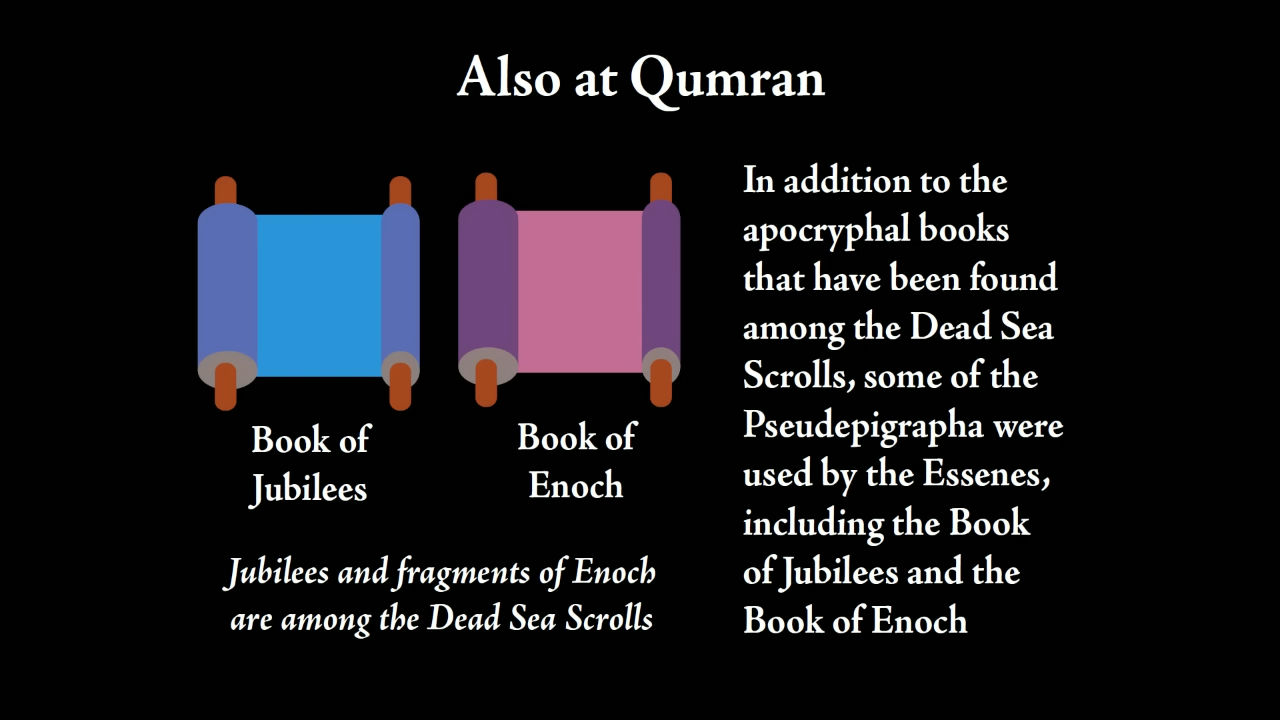 Also at Qumran
Book of
Jubilees
Book of
Enoch
Jubilees and fragments of Enoch
are among the Dead Sea Scrolls
In addition to the
apocryphal books
that have been found
among the Dead Sea
Scrolls, some of the
Pseudepigrapha were
used by the Essenes,
including the Book
of Jubilees and the
Book of Enoch